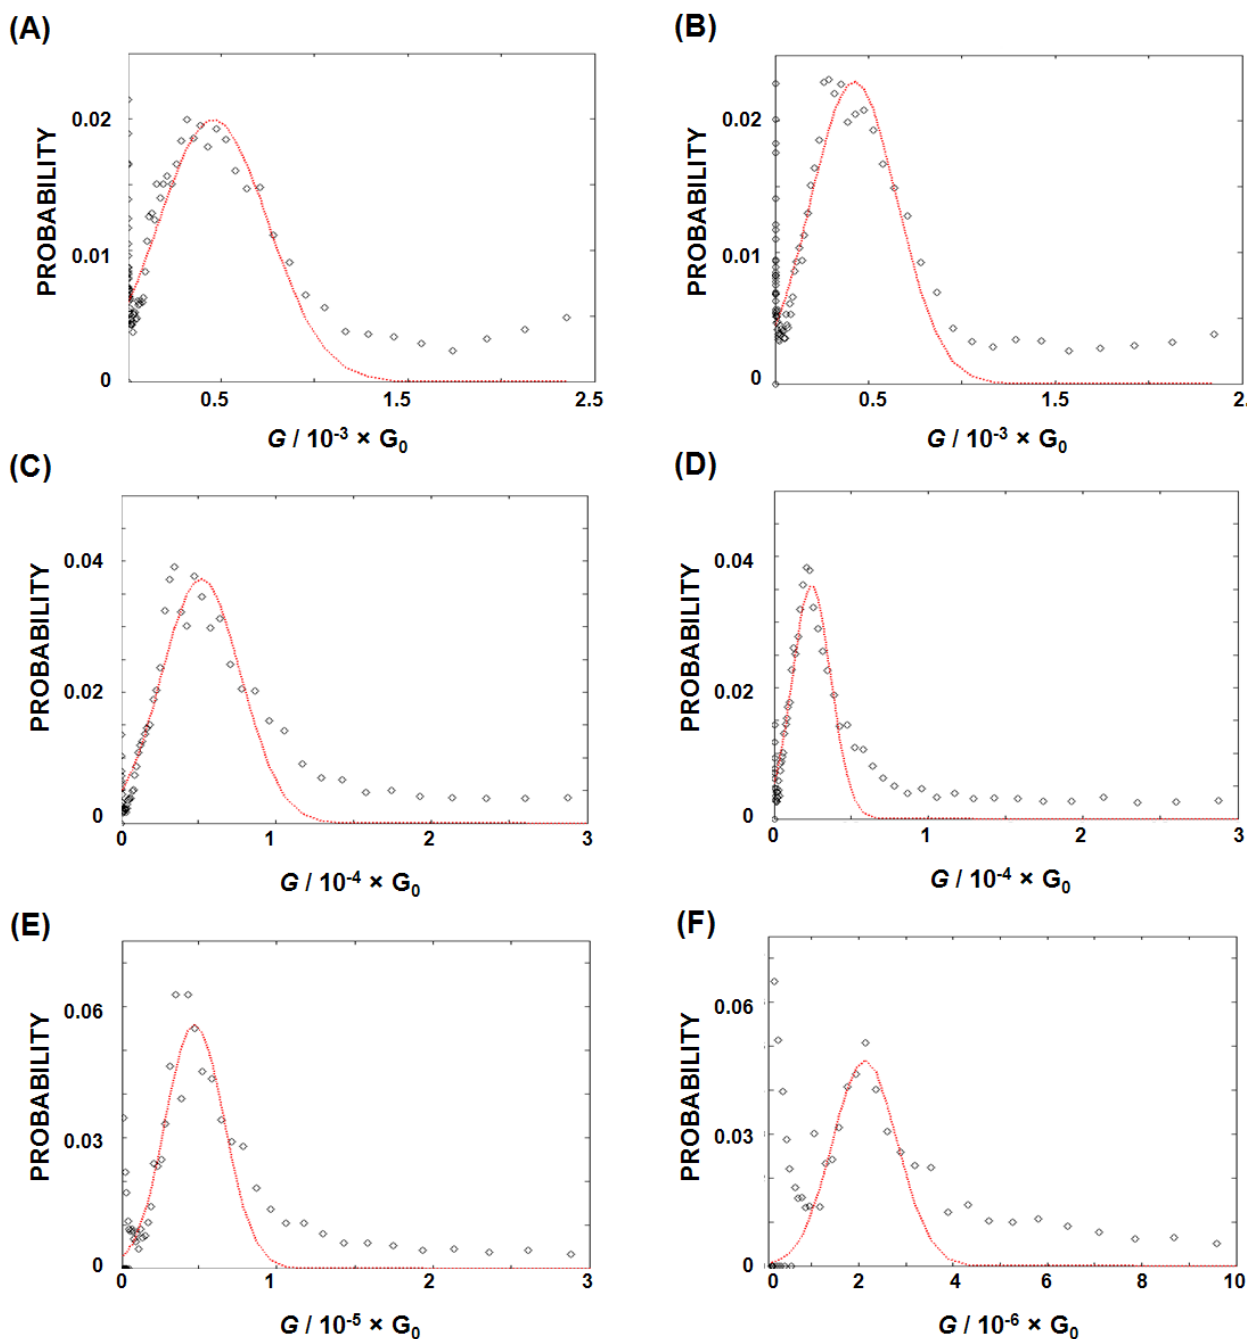 (A)
PROBABILITY
0.02
0.01
0
0.5
1.5
2.5
G / 10⁻³ × G₀
(B)
PROBABILITY
0.02
0.01
0
0.5
1.5
2.
G / 10⁻³ × G₀
(C)
PROBABILITY
0.04
0.02
0
0 1 2 3
G / 10⁻⁴ × G₀
(D)
PROBABILITY
0.04
0.02
0
0 1 2 3
G / 10⁻⁴ × G₀
(E)
PROBABILITY
0.06
0.03
0
0 1 2 3
G / 10⁻⁵ × G₀
(F)
PROBABILITY
0.06
0.03
0
0 2 4 6 8 10
G / 10⁻⁶ × G₀